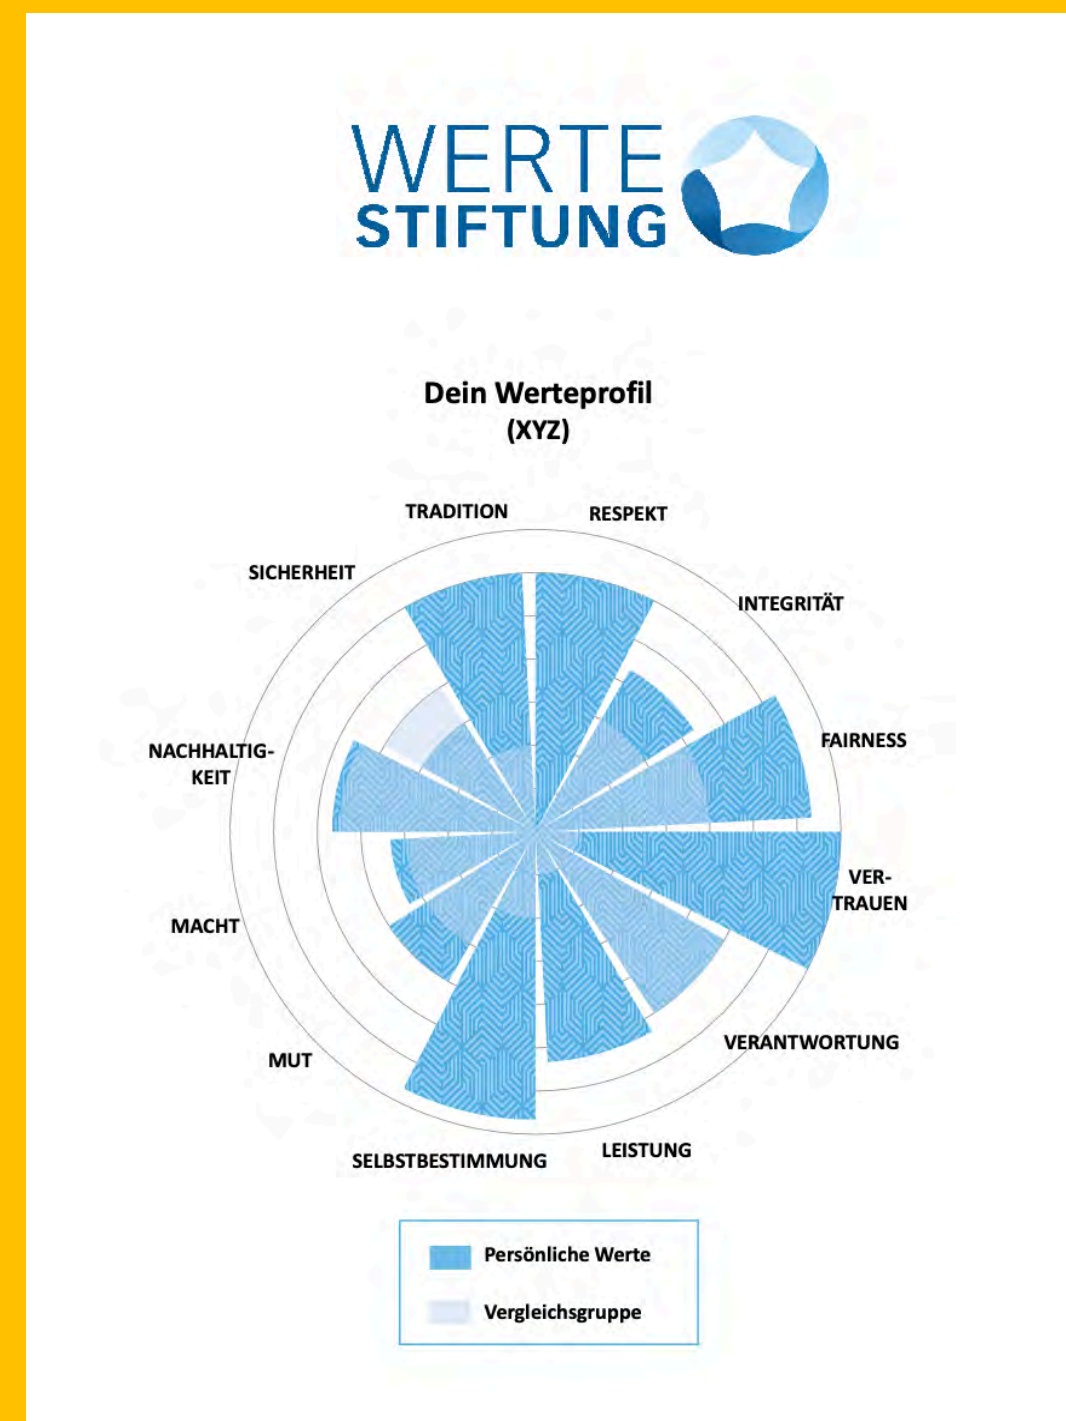 WERTE
STIFTUNG
Dein Werteprofil
(XYZ)
TRADITION
RESPEKT
SICHERHEIT
INTEGRITÄT
FAIRNESS
NACHHALTIG-
KEIT
VER-
TRAUEN
MACHT
VERANTWORTUNG
MUT
LEISTUNG
SELBSTBESTIMMUNG
Persönliche Werte
Vergleichsgruppe